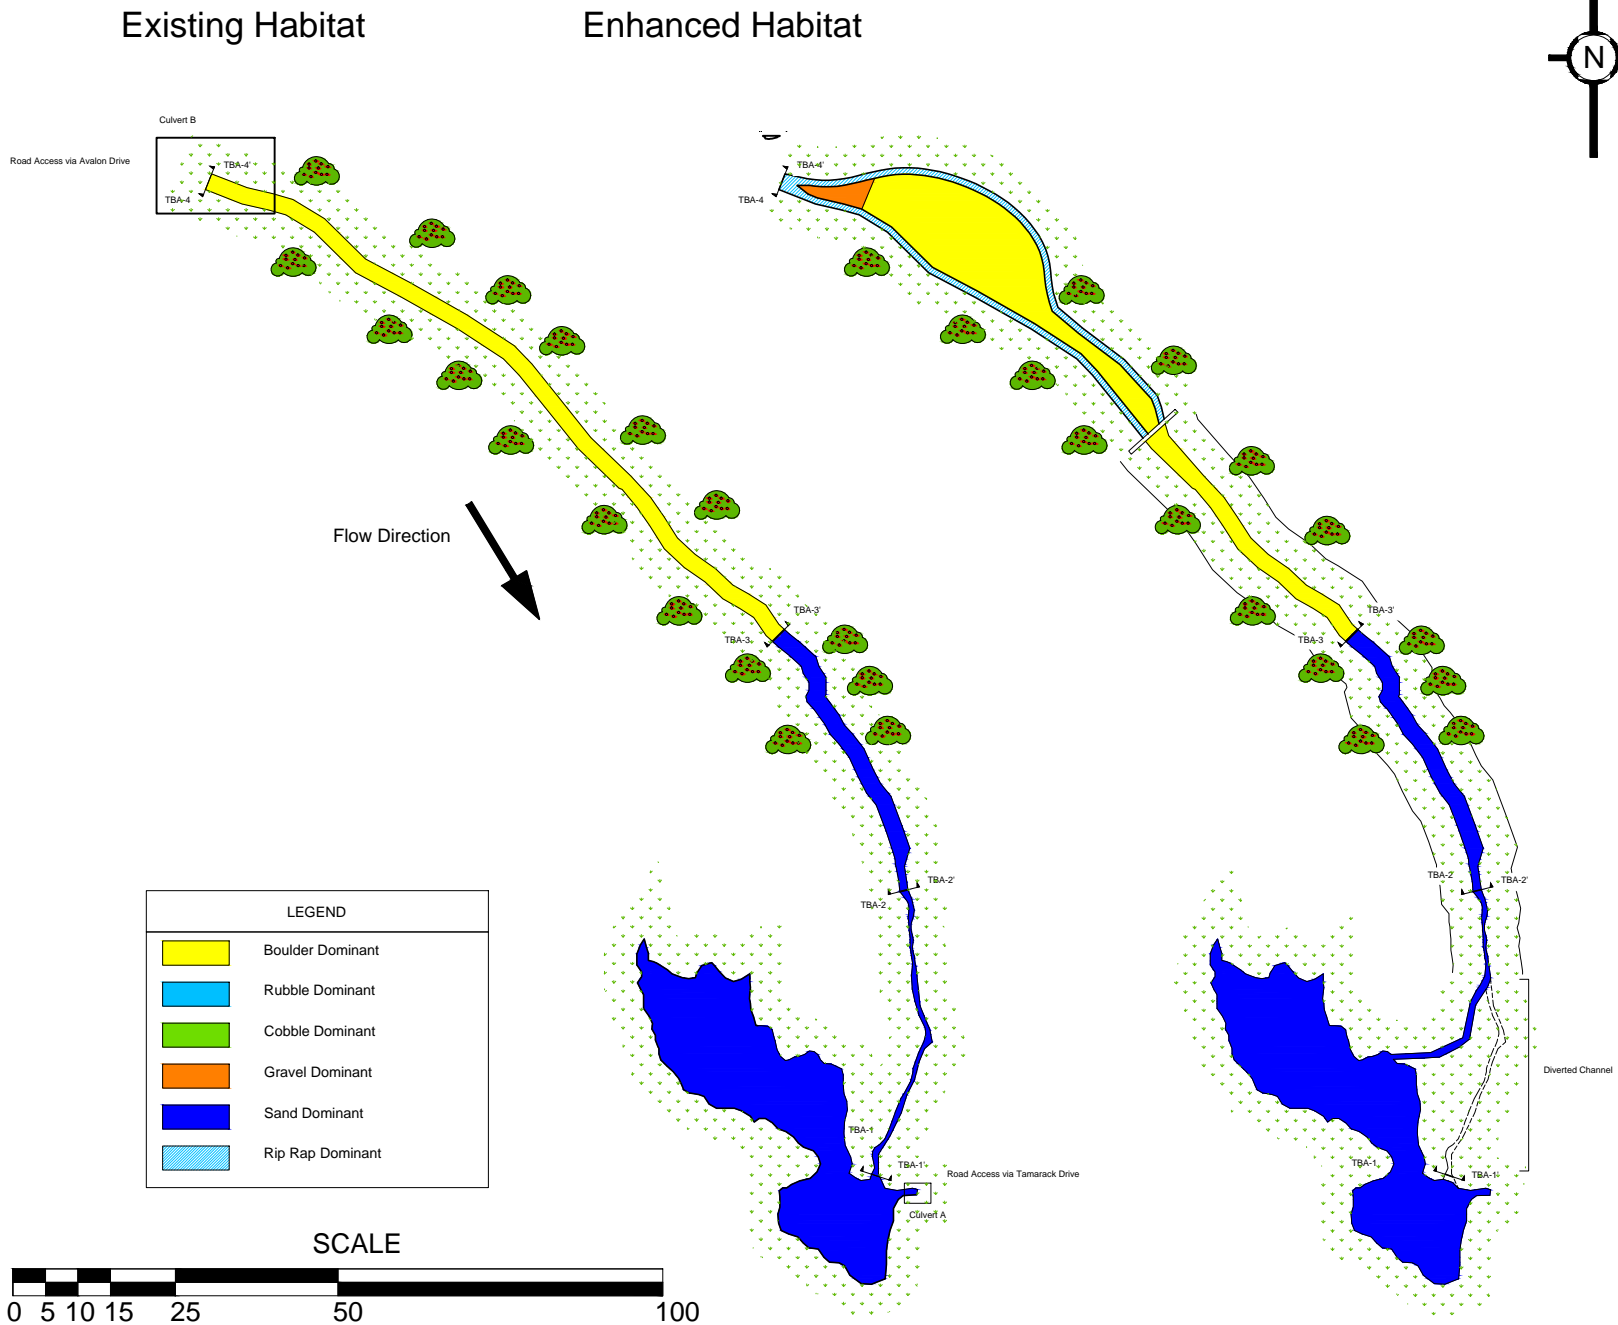 Existing Habitat
Enhanced Habitat
N
Culvert B
Road Access via Avalon Drive
TBA-4'
TBA-4
TBA-4'
TBA-4
Flow Direction
TBA-3'
TBA-3
TBA-3'
TBA-3
TBA-2'
TBA-2
TBA-2
TBA-2'
LEGEND
Boulder Dominant
Rubble Dominant
Cobble Dominant
Gravel Dominant
Sand Dominant
Rip Rap Dominant
Diverted Channel
TBA-1
TBA-1'
Road Access via Tamarack Drive
Culvert A
TBA-1
TBA-1'
SCALE
0 5 10 15 25 50 100